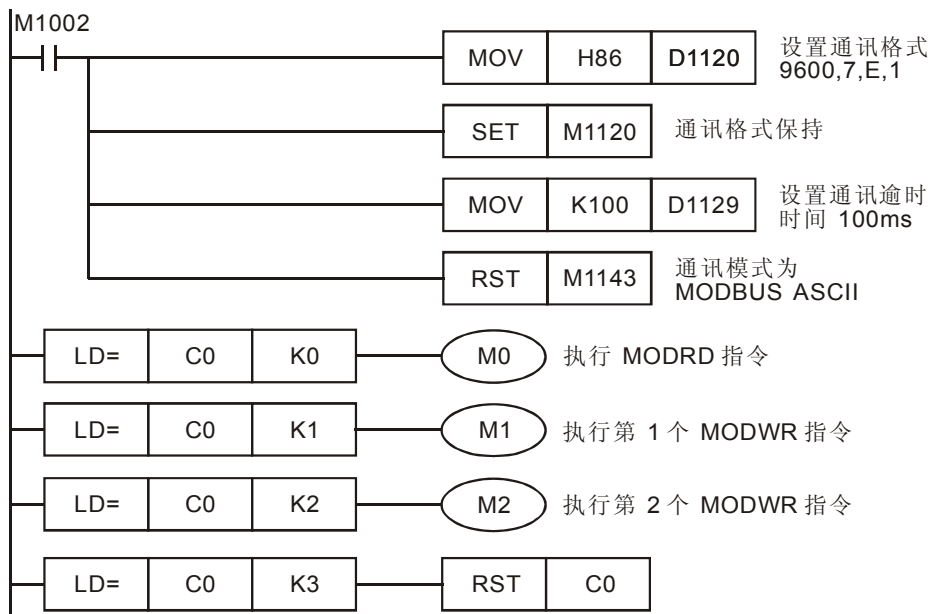 M1002
MOV H86 D1120 设置通讯格式
9600,7,E,1
SET M1120 通讯格式保持
MOV K100 D1129 设置通讯逾时
时间 100ms
RST M1143 通讯模式为
MODBUS ASCII
LD= C0 K0 M0 执行 MODRD 指令
LD= C0 K1 M1 执行第 1 个 MODWR 指令
LD= C0 K2 M2 执行第 2 个 MODWR 指令
LD= C0 K3 RST C0